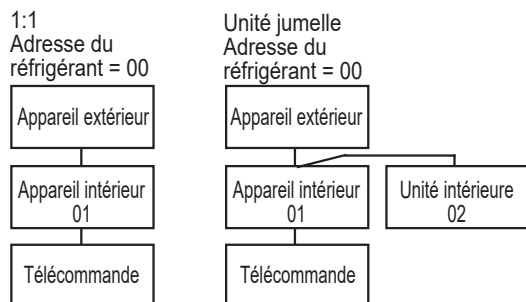 1:1
Adresse du
réfrigérant = 00
Appareil extérieur
Appareil intérieur
01
Télécommande
Unité jumelle
Adresse du
réfrigérant = 00
Appareil extérieur
Appareil intérieur
01
Unité intérieure
02
Télécommande